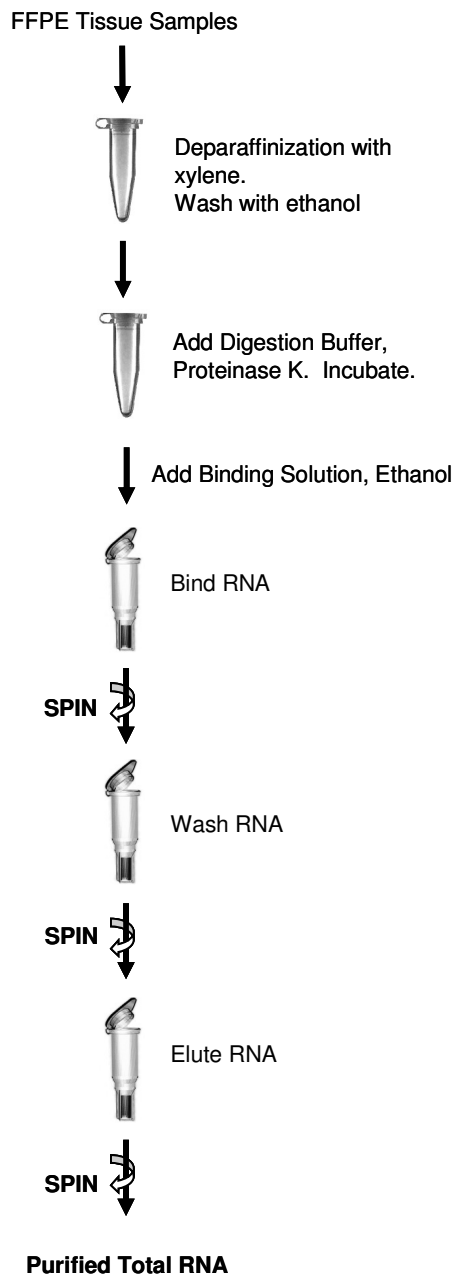 FFPE Tissue Samples
Deparaffinization with
xylene.
Wash with ethanol
Add Digestion Buffer,
Proteinase K.  Incubate.
Add Binding Solution, Ethanol
Bind RNA
SPIN
Wash RNA
SPIN
Elute RNA
SPIN
Purified Total RNA